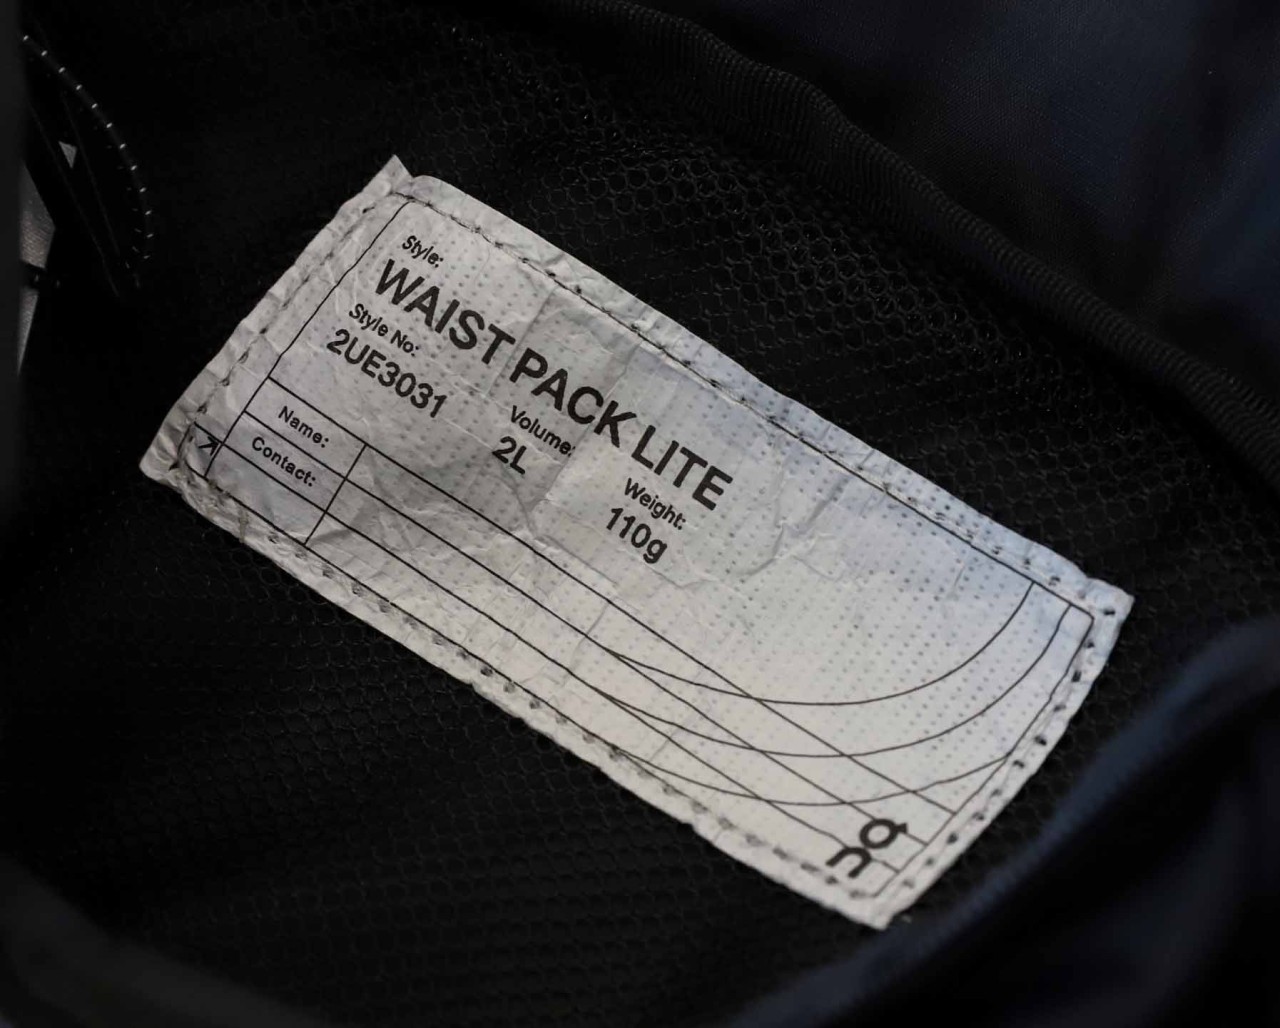 Style:
WAIST PACK LITE
Style No: Volume: Weight:
2UE3031 2L 110g
Name:
Contact:
On